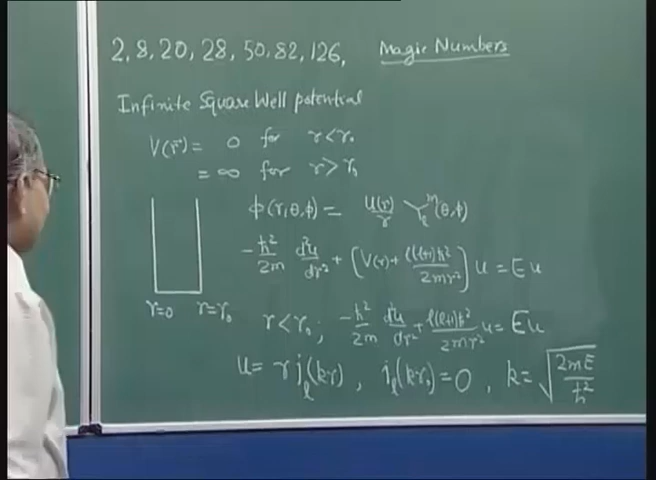 2, 8, 20, 28, 50, 82, 126, Magic Numbers
Infinite Square Well potential
V(r⃗) = 0 for r < r₀
= ∞ for r > r₀
ϕ(r,θ,ϕ) = u(r)/r Yₗᵐ(θ,ϕ)
-ħ²/2m d²u/dr² + (V(r) + l(l+1)ħ²/2mr²] u = Eu
r=0 r=r₀
r < r₀ ; -ħ²/2m d²u/dr² + l(l+1)ħ²/2mr² u = Eu
u = r jₗ(kr) , jₗ(kr₀) = 0 , k = √(2mE/ħ²)